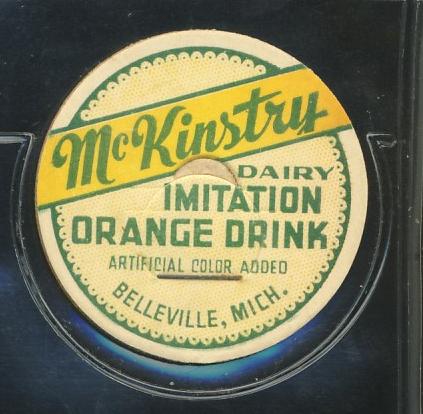 McKinstry
DAIRY
IMITATION
ORANGE DRINK
ARTIFICIAL COLOR ADDED
BELLEVILLE, MICH.